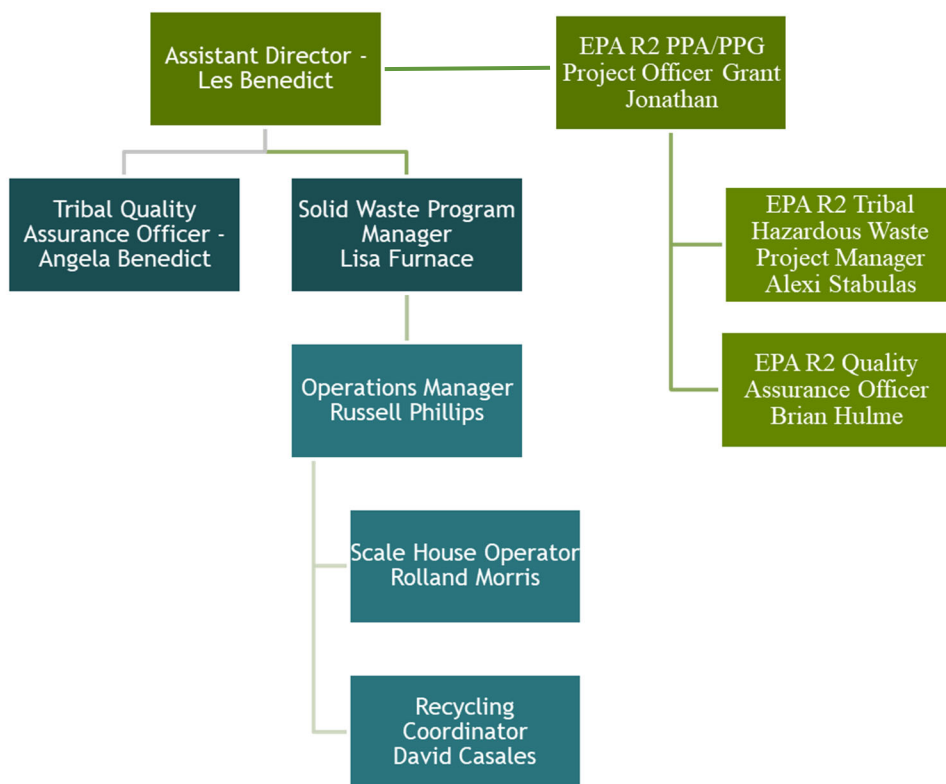 Assistant Director -
Les Benedict
EPA R2 PPA/PPG
Project Officer Grant
Jonathan
Tribal Quality
Assurance Officer -
Angela Benedict
Solid Waste Program
Manager
Lisa Furnace
EPA R2 Tribal
Hazardous Waste
Project Manager
Alexi Stabulas
Operations Manager
Russell Phillips
EPA R2 Quality
Assurance Officer
Brian Hulme
Scale House Operator
Rolland Morris
Recycling
Coordinator
David Casales